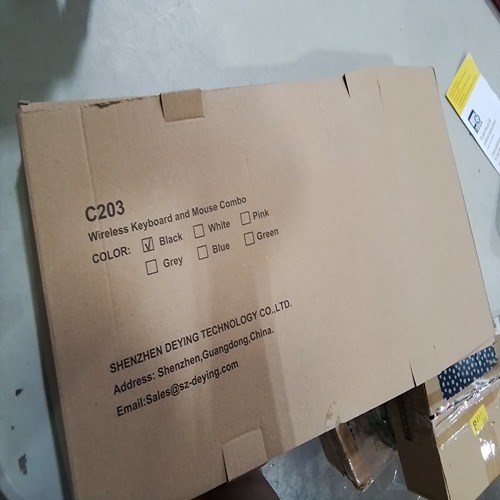 C203
Wireless Keyboard and Mouse Combo
COLOR: ☑ Black ☐ White ☐ Pink
☐ Grey ☐ Blue ☐ Green
SHENZHEN DEYING TECHNOLOGY CO.,LTD.
Address: Shenzhen,Guangdong,China.
Email:Sales@sz-deying.com